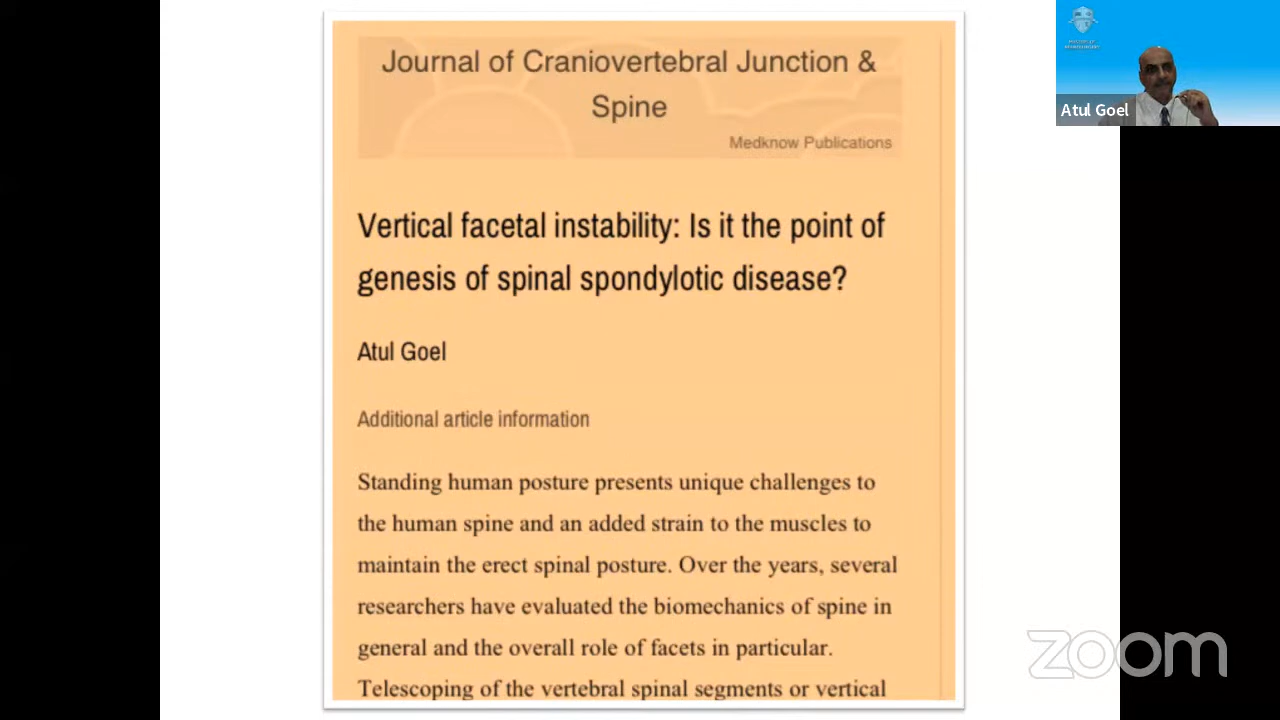 Journal of Craniovertebral Junction &
Spine
Medknow Publications
Vertical facetal instability: Is it the point of
genesis of spinal spondylotic disease?
Atul Goel
Additional article information
Standing human posture presents unique challenges to
the human spine and an added strain to the muscles to
maintain the erect spinal posture. Over the years, several
researchers have evaluated the biomechanics of spine in
general and the overall role of facets in particular.
Telescoping of the vertebral spinal segments or vertical
Atul Goel
zoom